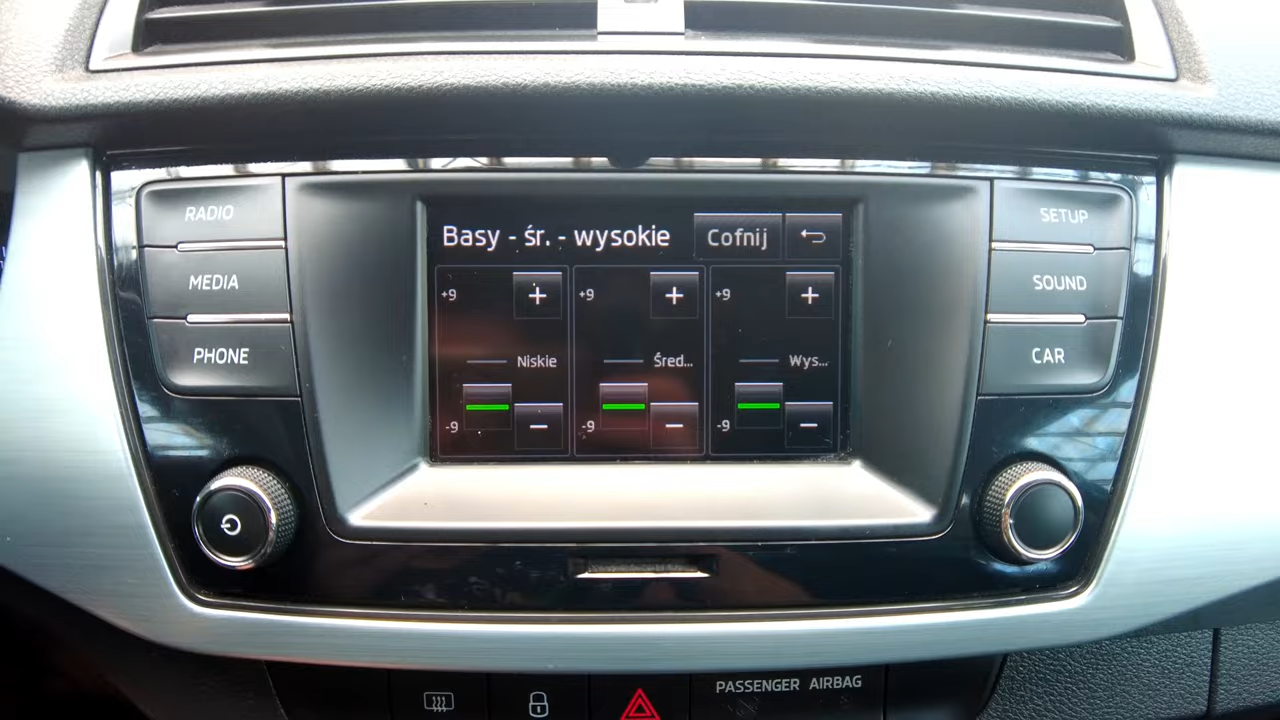 RADIO
MEDIA
PHONE
Basy - śr. - wysokie
Cofnij
+9
+
+9
+
+9
+
Niskie
Śred...
Wys...
-9
-
-9
-
-9
-
SETUP
SOUND
CAR
PASSENGER AIRBAG